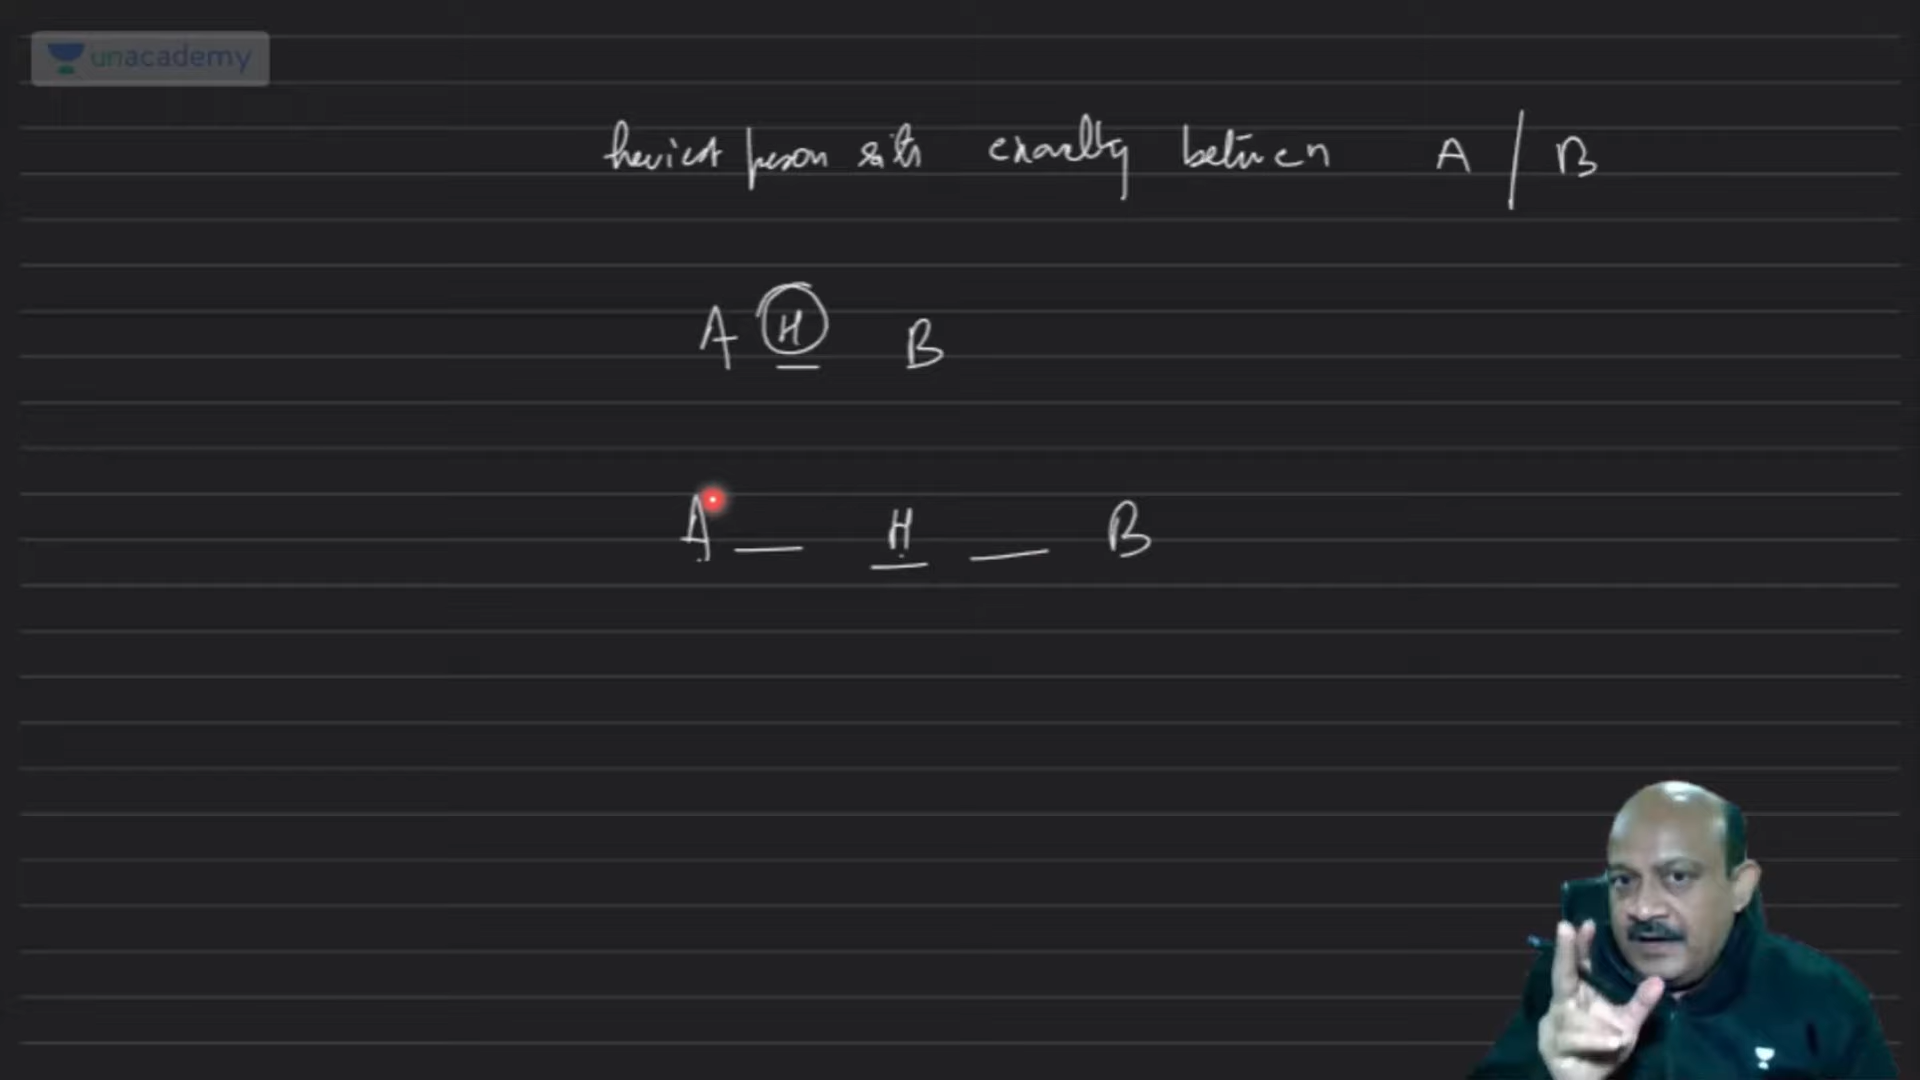 unacademy
heviest person sits exactly between A / B
A H B
A _ H _ B